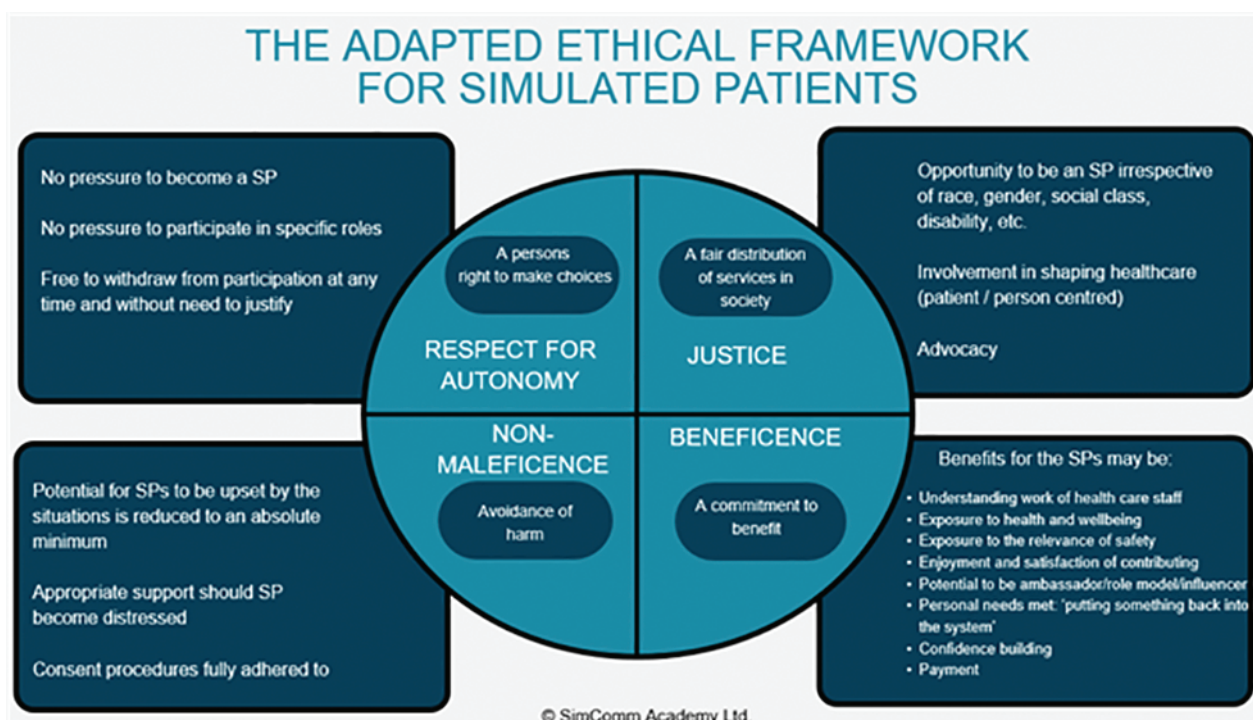 THE ADAPTED ETHICAL FRAMEWORK
FOR SIMULATED PATIENTS
No pressure to become a SP
No pressure to participate in specific roles
Free to withdraw from participation at any
time and without need to justify
A persons
right to make choices
RESPECT FOR
AUTONOMY
A fair distribution
of services in
society
JUSTICE
Opportunity to be an SP irrespective
of race, gender, social class,
disability, etc.
Involvement in shaping healthcare
(patient / person centred)
Advocacy
Potential for SPs to be upset by the
situations is reduced to an absolute
minimum
Appropriate support should SP
become distressed
Consent procedures fully adhered to
NON-
MALEFICENCE
Avoidance of
harm
BENEFICENCE
A commitment to
benefit
Benefits for the SPs may be:
• Understanding work of health care staff
• Exposure to health and wellbeing
• Exposure to the relevance of safety
• Enjoyment and satisfaction of contributing
• Potential to be ambassador/role model/influencer
• Personal needs met: 'putting something back into
the system'
• Confidence building
• Payment
© SimComm Academy Ltd.